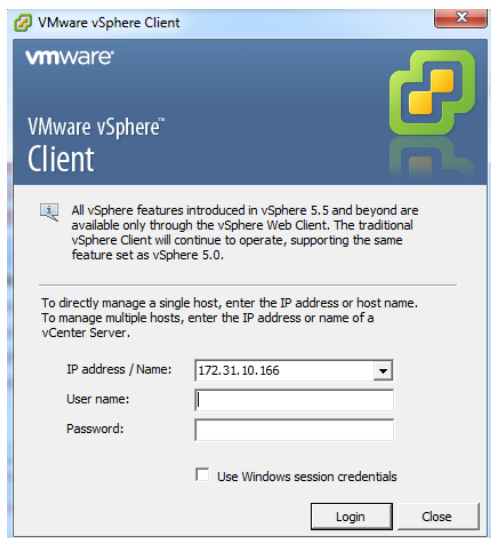 VMware vSphere Client
vmware®
VMware vSphere™
Client
All vSphere features introduced in vSphere 5.5 and beyond are
available only through the vSphere Web Client. The traditional
vSphere Client will continue to operate, supporting the same
feature set as vSphere 5.0.
To directly manage a single host, enter the IP address or host name.
To manage multiple hosts, enter the IP address or name of a
vCenter Server.
IP address / Name: 172.31.10.166
User name:
Password:
Use Windows session credentials
Login Close